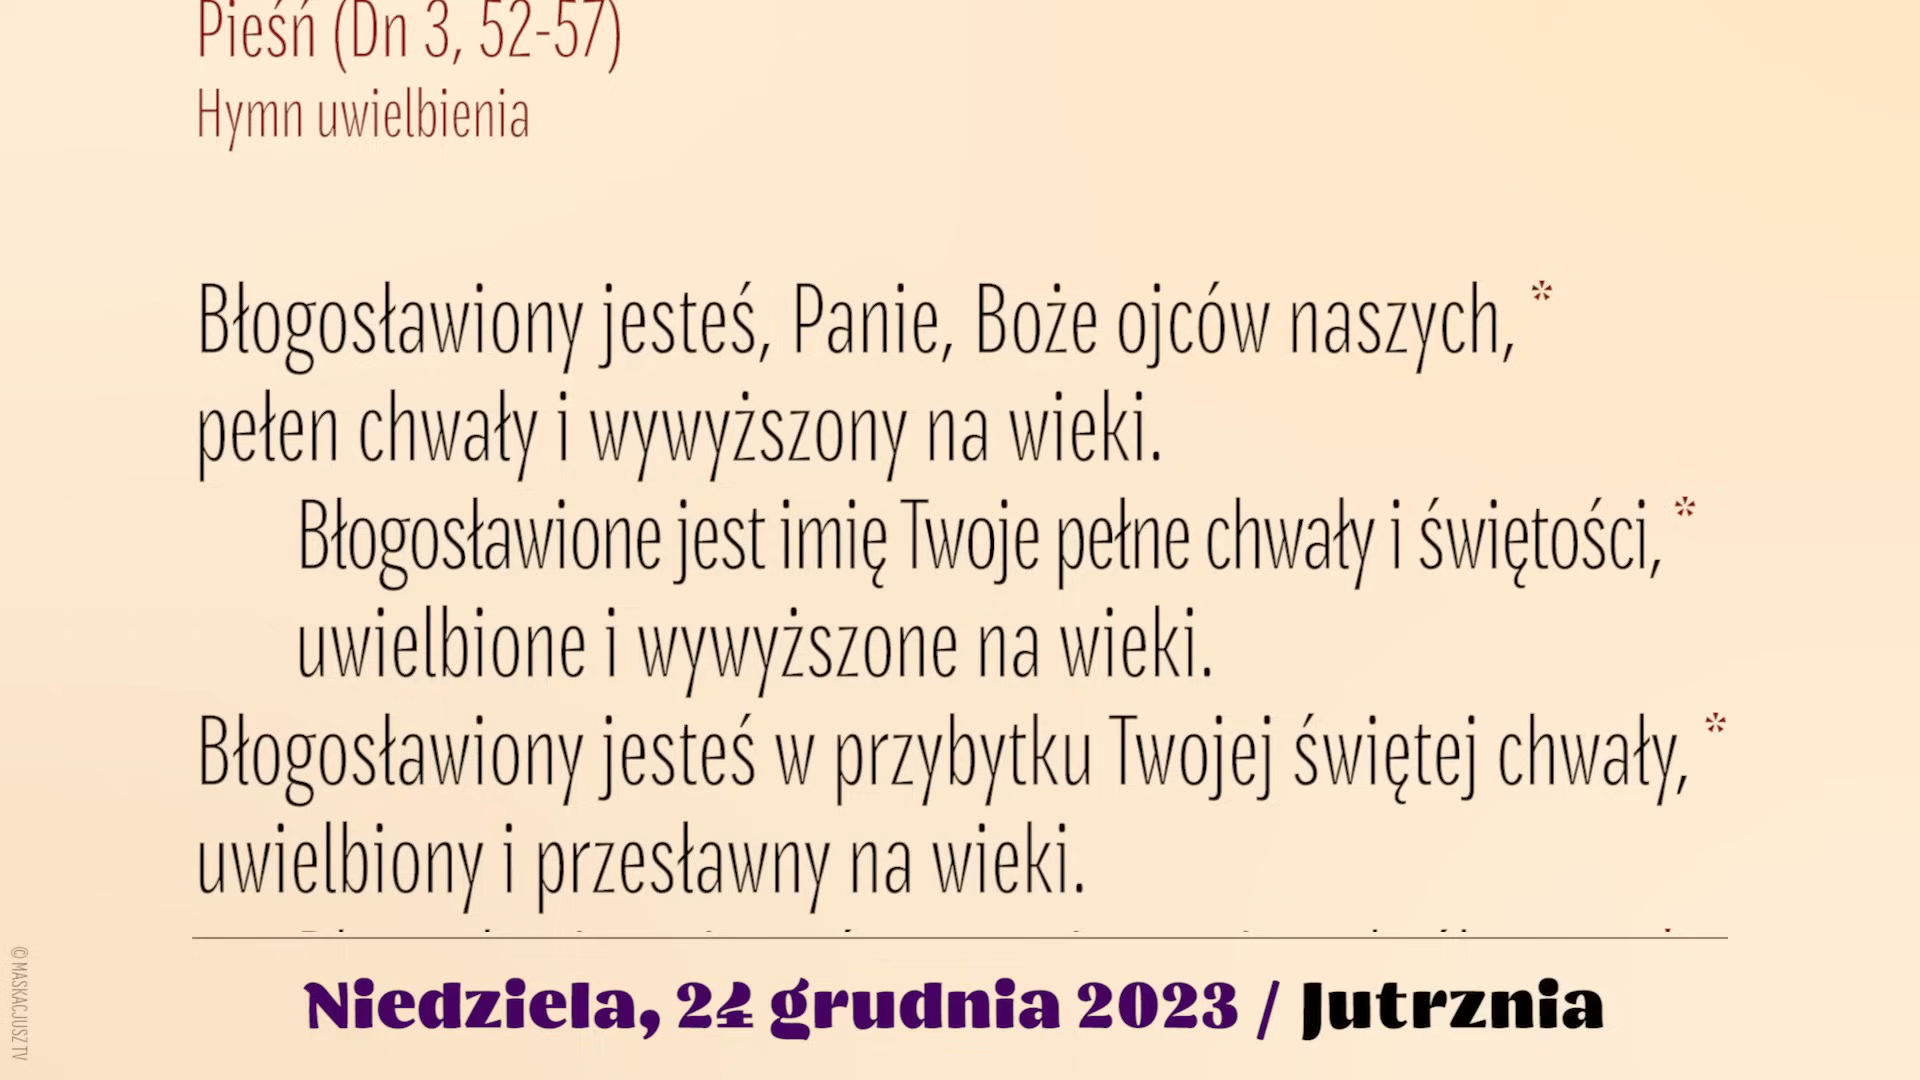 Pieśń (Dn 3, 52-57)
Hymn uwielbienia
Błogosławiony jesteś, Panie, Boże ojców naszych, *
pełen chwały i wywyższony na wieki.
Błogosławione jest imię Twoje pełne chwały i świętości, *
uwielbione i wywyższone na wieki.
Błogosławiony jesteś w przybytku Twojej świętej chwały, *
uwielbiony i przesławny na wieki.
Niedziela, 24 grudnia 2023 / Jutrznia
© MASKACJUSZ TV